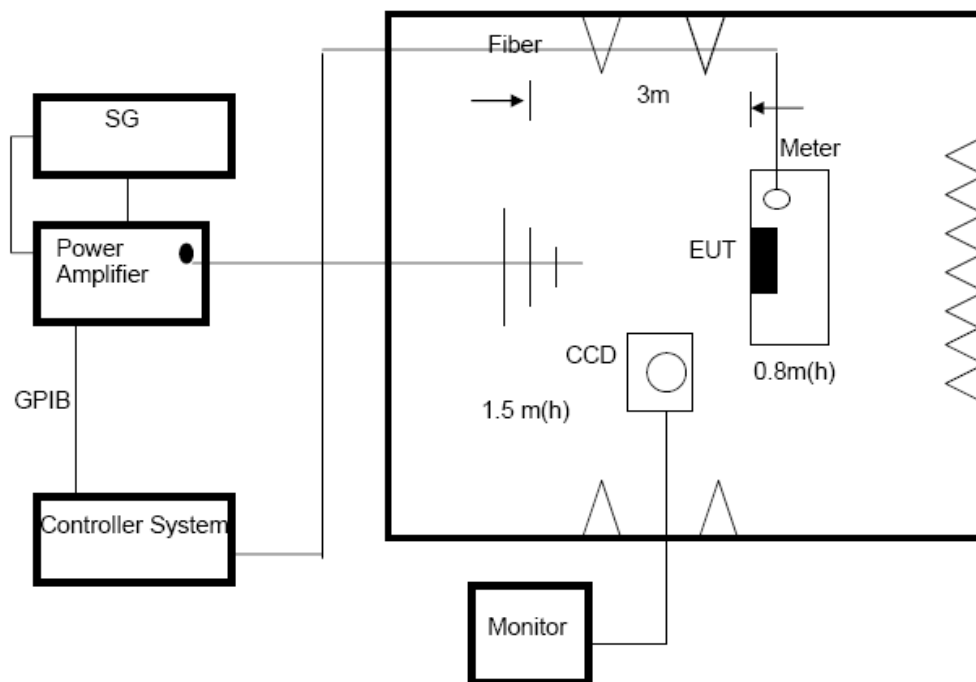 Fiber
3m
SG
Meter
Power
Amplifier
EUT
CCD
0.8m(h)
GPIB
1.5 m(h)
Controller System
Monitor